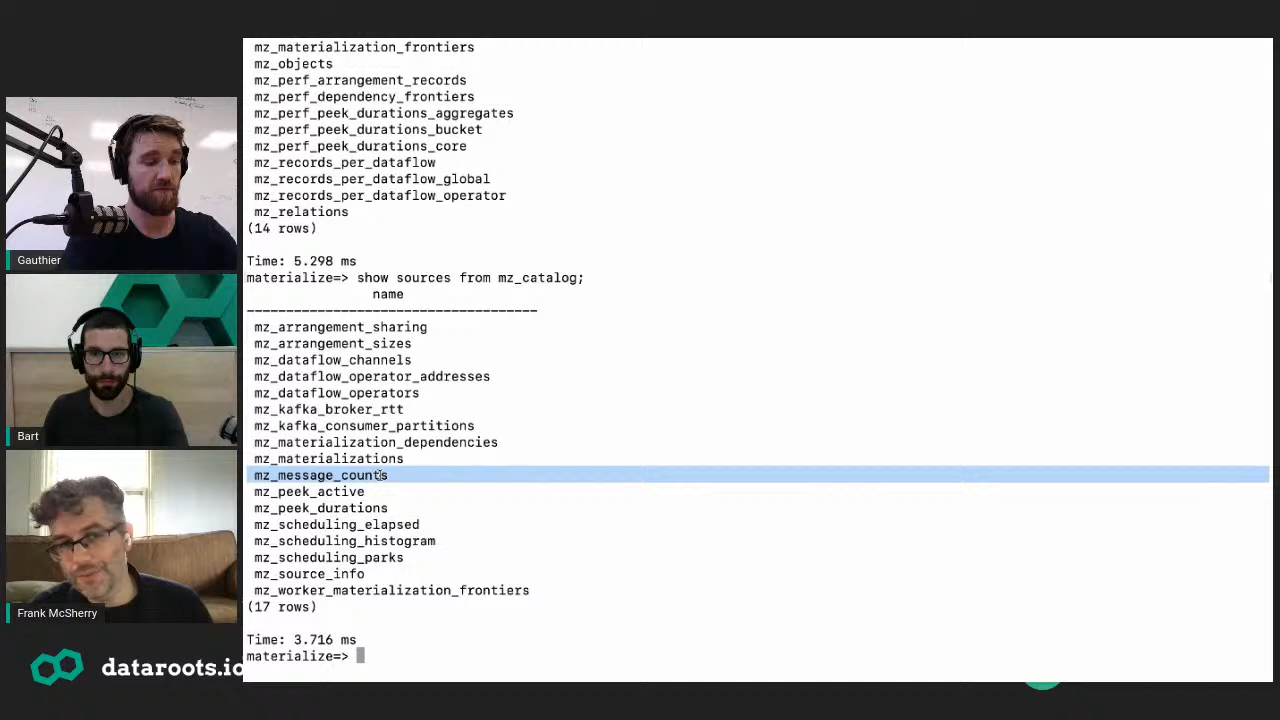 mz_materialization_frontiers
mz_objects
mz_perf_arrangement_records
mz_perf_dependency_frontiers
mz_perf_peek_durations_aggregates
mz_perf_peek_durations_bucket
mz_perf_peek_durations_core
mz_records_per_dataflow
mz_records_per_dataflow_global
mz_records_per_dataflow_operator
mz_relations
(14 rows)
Time: 5.298 ms
materialize=> show sources from mz_catalog;
name
-------------------------------------
mz_arrangement_sharing
mz_arrangement_sizes
mz_dataflow_channels
mz_dataflow_operator_addresses
mz_dataflow_operators
mz_kafka_broker_rtt
mz_kafka_consumer_partitions
mz_materialization_dependencies
mz_materializations
mz_message_counts
mz_peek_active
mz_peek_durations
mz_scheduling_elapsed
mz_scheduling_histogram
mz_scheduling_parks
mz_source_info
mz_worker_materialization_frontiers
(17 rows)
Time: 3.716 ms
materialize=>
Gauthier
Bart
Frank McSherry
dataroots.io